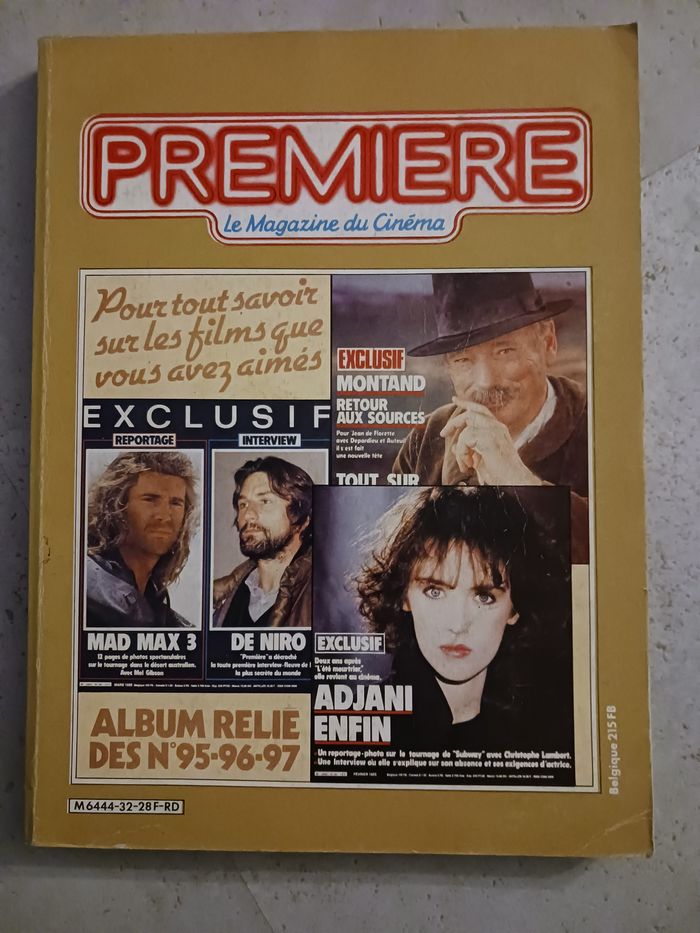 PREMIERE
Le Magazine du Cinéma
Pour tout savoir
sur les films que
vous avez aimés
EXCLUSIF
MONTAND
RETOUR
AUX SOURCES
Pour Jean de Florette
avec Depardieu et Auteuil
il s'est fait
une nouvelle tête
TOUT SUR
EXCLUSIF
REPORTAGE
INTERVIEW
MAD MAX 3
12 pages de photos spectaculaires
sur le tournage dans le désert australien.
Avec Mel Gibson
DE NIRO
"Première" a décroché
la toute première interview-fleuve de
la plus secrète du monde
MARS 1985
EXCLUSIF
Deux ans après
"L'été meurtrier,"
elle revient au cinéma.
ADJANI
ENFIN
Un reportage-photo sur le tournage de "Subway" avec Christophe Lambert.
Une interview où elle s'explique sur son absence et ses exigences d'actrice.
FÉVRIER 1985
ALBUM RELIE
DES N°95-96-97
M 6444-32-28 F-RD
Belgique 215 FB